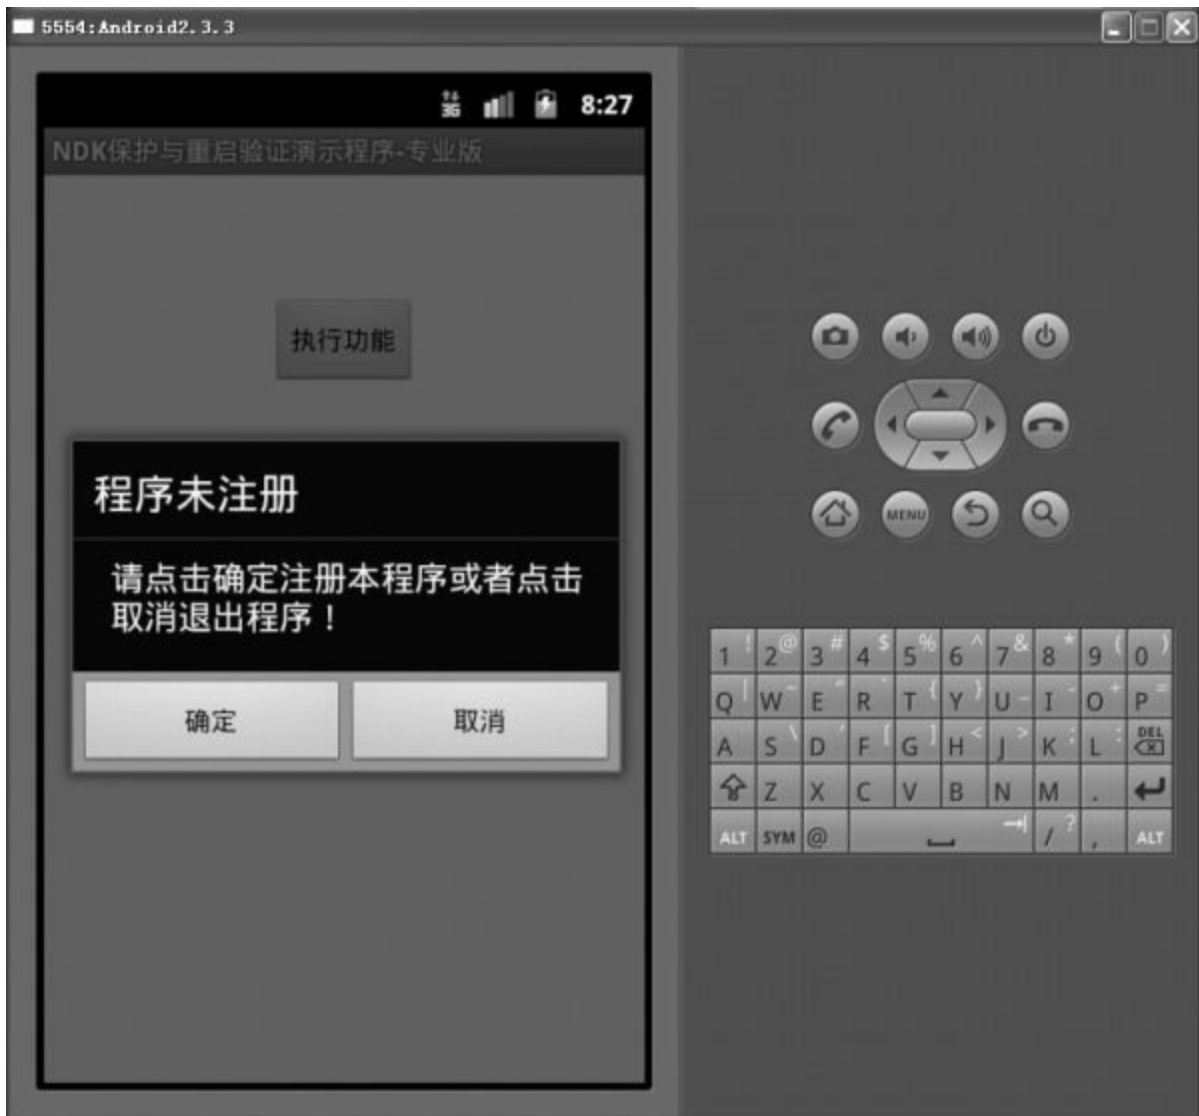 5554:Android2.3.3
3G 8:27
NDK保护与重启验证演示程序-专业版
执行功能
程序未注册
请点击确定注册本程序或者点击
取消退出程序！
确定 取消
MENU
1 ! 2 @ 3 # 4 $ 5 % 6 ^ 7 & 8 * 9 ( 0 )
Q | W ~ E " R ` T { Y } U _ I - O + P =
A S \ D ' F [ G ] H < J > K ; L : DEL
Z X C V B N M .
ALT SYM @ / ? , ALT